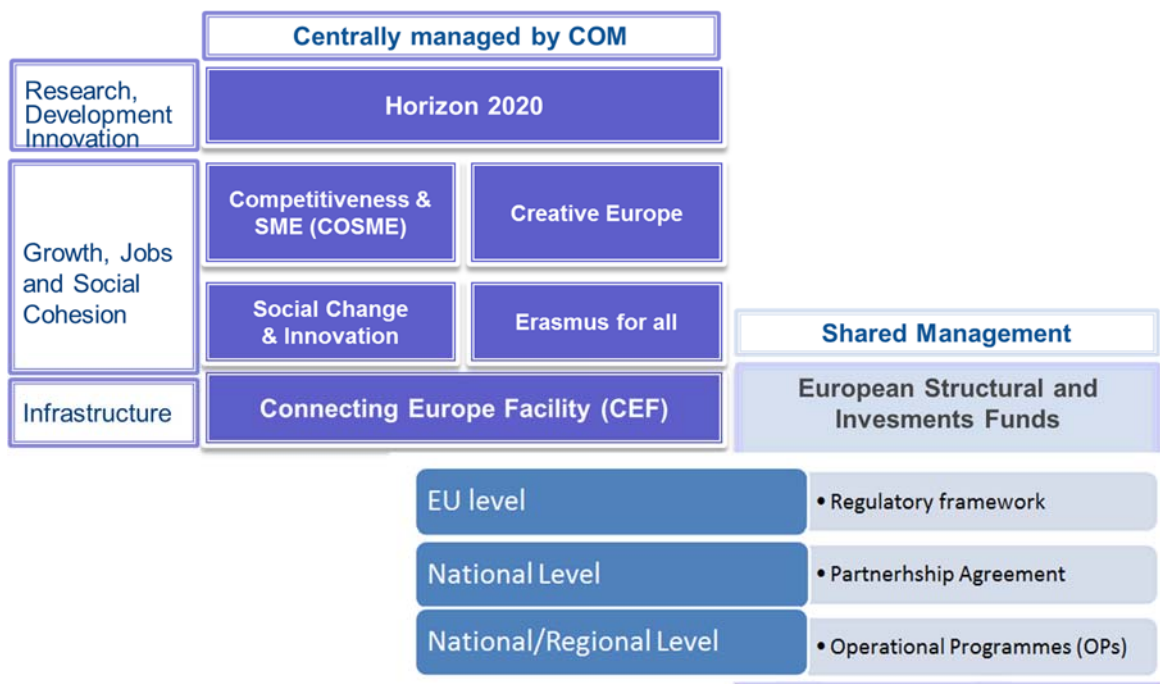 Centrally managed by COM
Research,
Development
Innovation
Horizon 2020
Growth, Jobs
and Social
Cohesion
Competitiveness &
SME (COSME)
Creative Europe
Social Change
& Innovation
Erasmus for all
Infrastructure
Connecting Europe Facility (CEF)
Shared Management
European Structural and
Invesments Funds
EU level
• Regulatory framework
National Level
• Partnerhship Agreement
National/Regional Level
• Operational Programmes (OPs)